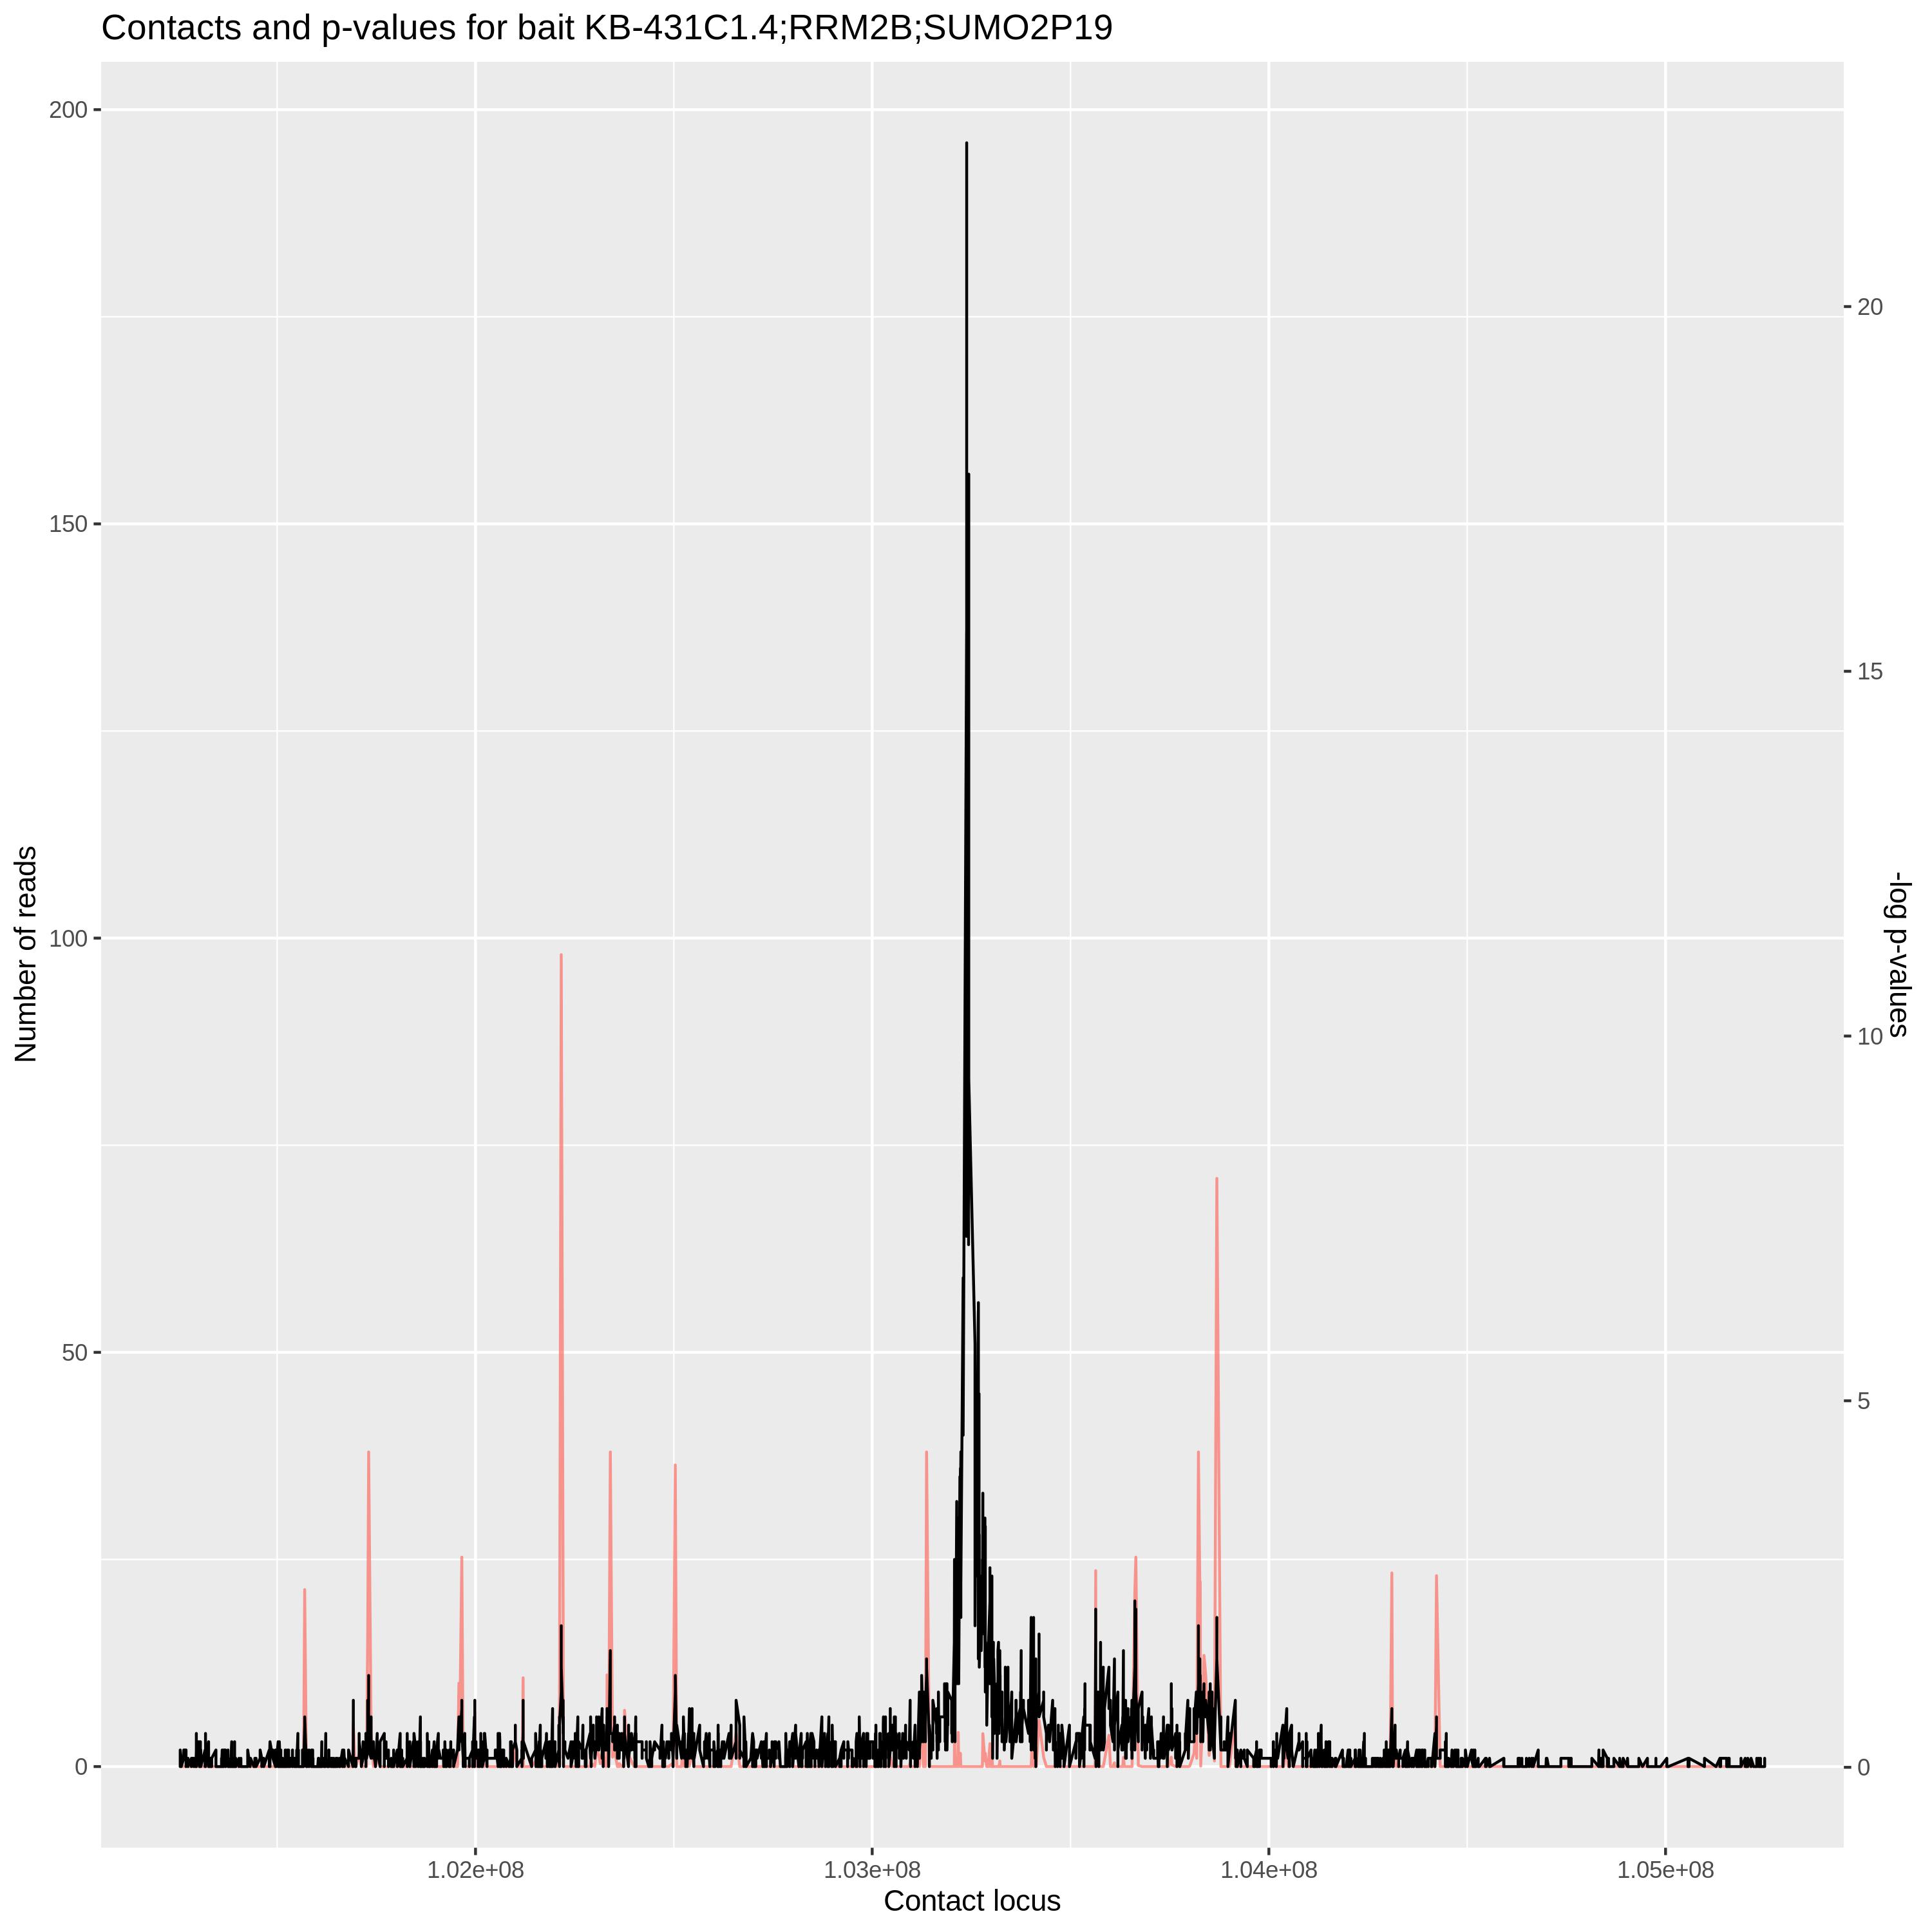 Contacts and p-values for bait KB-431C1.4;RRM2B;SUMO2P19
200
150
100
50
0
Number of reads
20
15
10
5
0
-log p-values
1.02e+08
1.03e+08
1.04e+08
1.05e+08
Contact locus